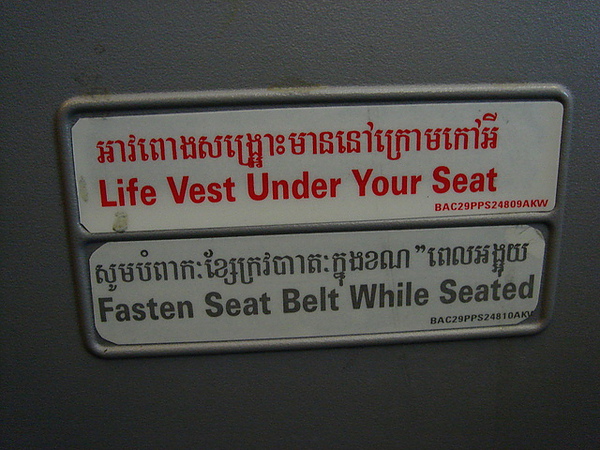 អាវពោងសង្គ្រោះមាននៅក្រោមកៅអី
Life Vest Under Your Seat
BAC29PPS24809AKW
សូមបំពាក់ខ្សែក្រវ៉ាត់ក្នុងខណៈ"ពេលអង្គុយ
Fasten Seat Belt While Seated
BAC29PPS24810AKW